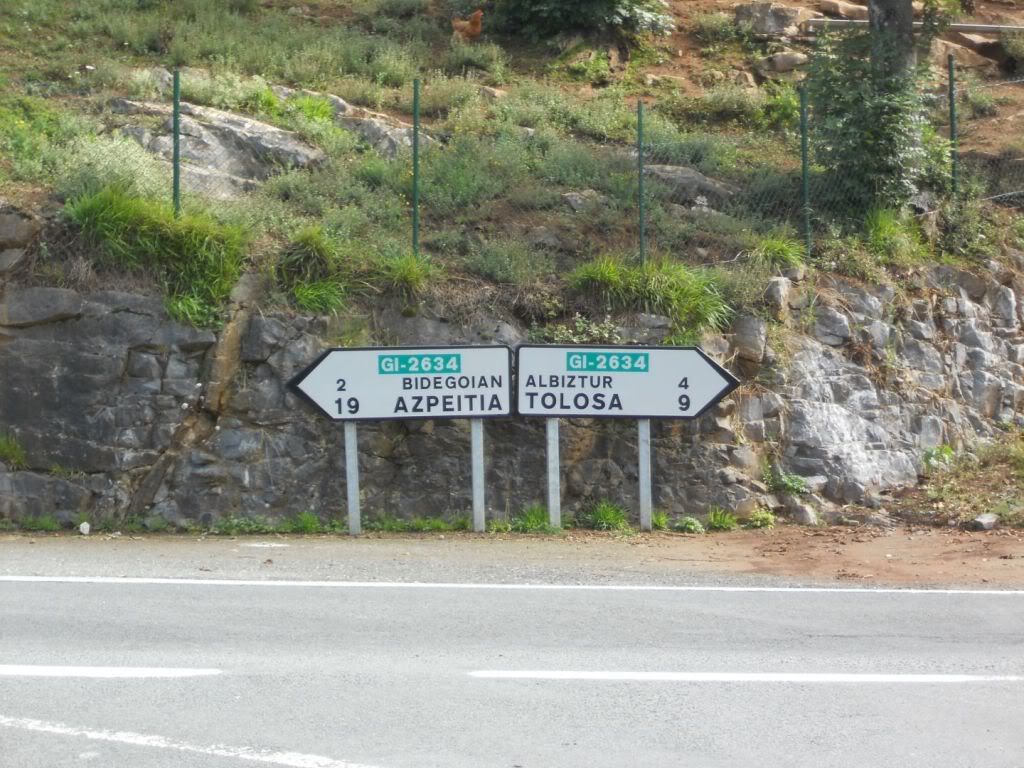 GI-2634
2 BIDEGOIAN
19 AZPEITIA
GI-2634
ALBIZTUR 4
TOLOSA 9